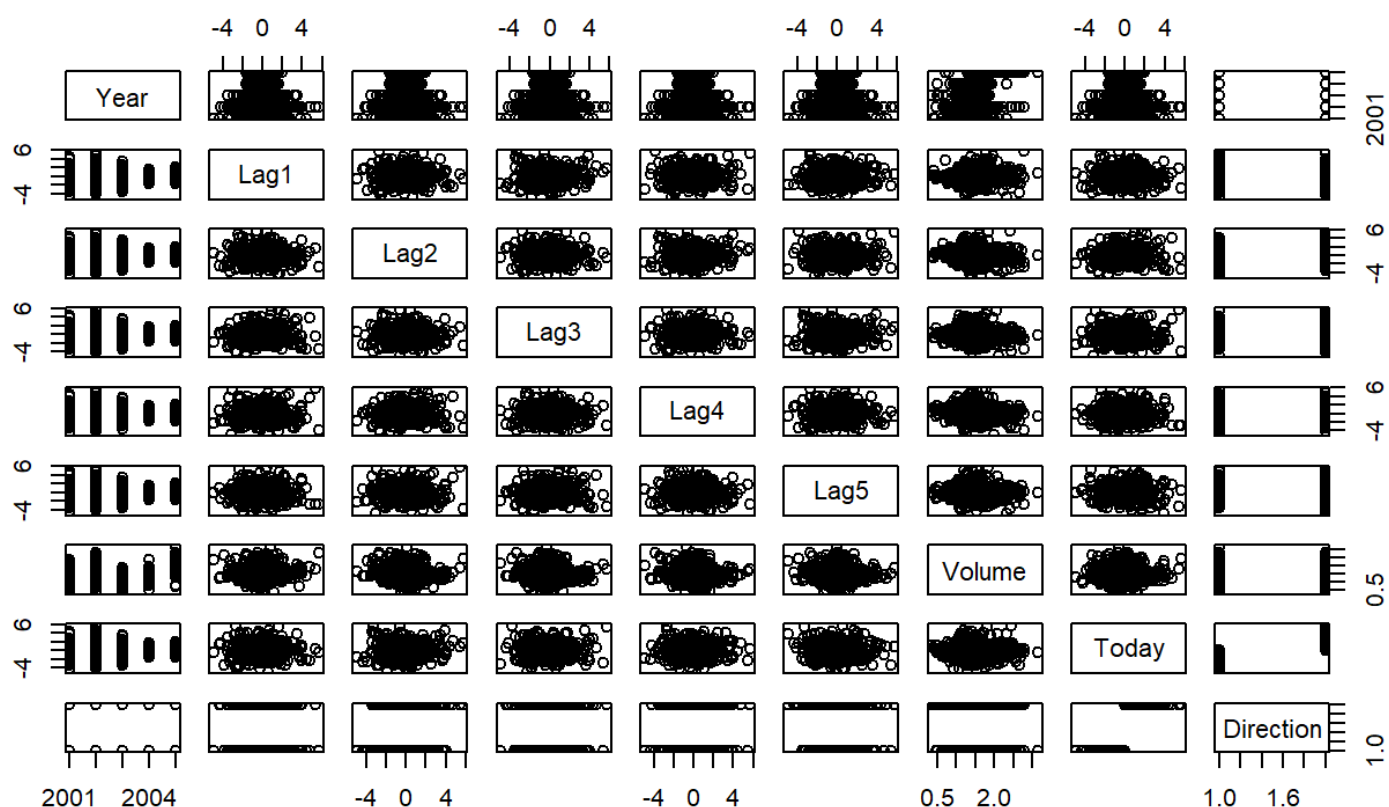 -4 0 4 -4 0 4 -4 0 4 -4 0 4
Year 2001
6 -4 Lag1
Lag2 -4 6
6 -4 Lag3
Lag4 -4 6
6 -4 Lag5
Volume 0.5
6 -4 Today
Direction 1.0
2001 2004 -4 0 4 -4 0 4 0.5 2.0 1.0 1.6